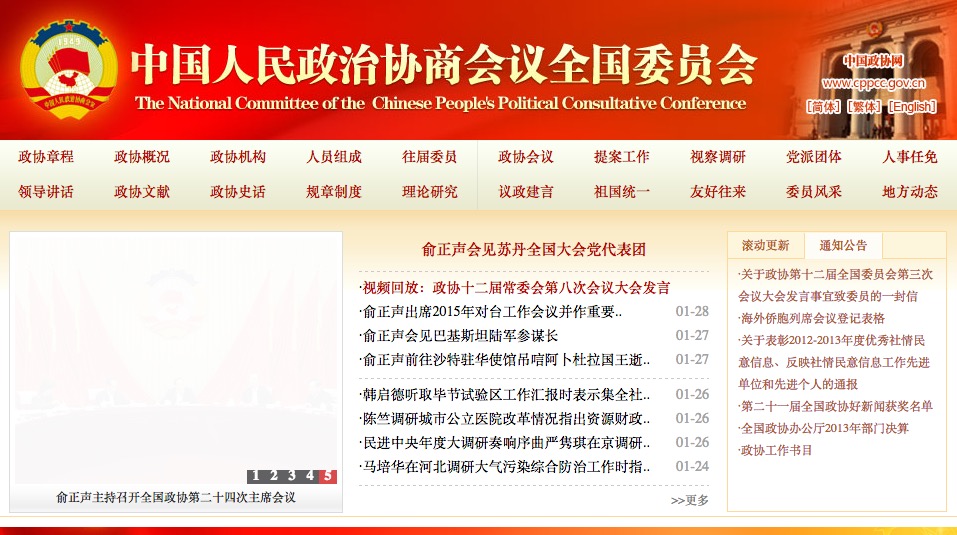 1949
中国人民政治协商会议全国委员会
The National Committee of the Chinese People's Political Consultative Conference
中国政协网
www.cppcc.gov.cn
[简体] [繁体] [English]
政协章程 政协概况 政协机构 人员组成 往届委员 政协会议 提案工作 视察调研 党派团体 人事任免
领导讲话 政协文献 政协史话 规章制度 理论研究 议政建言 祖国统一 友好往来 委员风采 地方动态
1 2 3 4 5
俞正声主持召开全国政协第二十四次主席会议
俞正声会见苏丹全国大会党代表团
·视频回放：政协十二届常委会第八次会议大会发言
·俞正声出席2015年对台工作会议并作重要.. 01-28
·俞正声会见巴基斯坦陆军参谋长 01-27
·俞正声前往沙特驻华使馆吊唁阿卜杜拉国王逝.. 01-27
·韩启德听取毕节试验区工作汇报时表示集全社.. 01-26
·陈竺调研城市公立医院改革情况指出资源财政.. 01-26
·民进中央年度大调研奏响序曲严隽琪在京调研.. 01-26
·马培华在河北调研大气污染综合防治工作时指.. 01-24
>>更多
滚动更新 通知公告
·关于政协第十二届全国委员会第三次
会议大会发言事宜致委员的一封信
·海外侨胞列席会议登记表格
·关于表彰2012-2013年度优秀社情民
意信息、反映社情民意信息工作先进
单位和先进个人的通报
·第二十一届全国政协好新闻获奖名单
·全国政协办公厅2013年部门决算
·政协工作书目